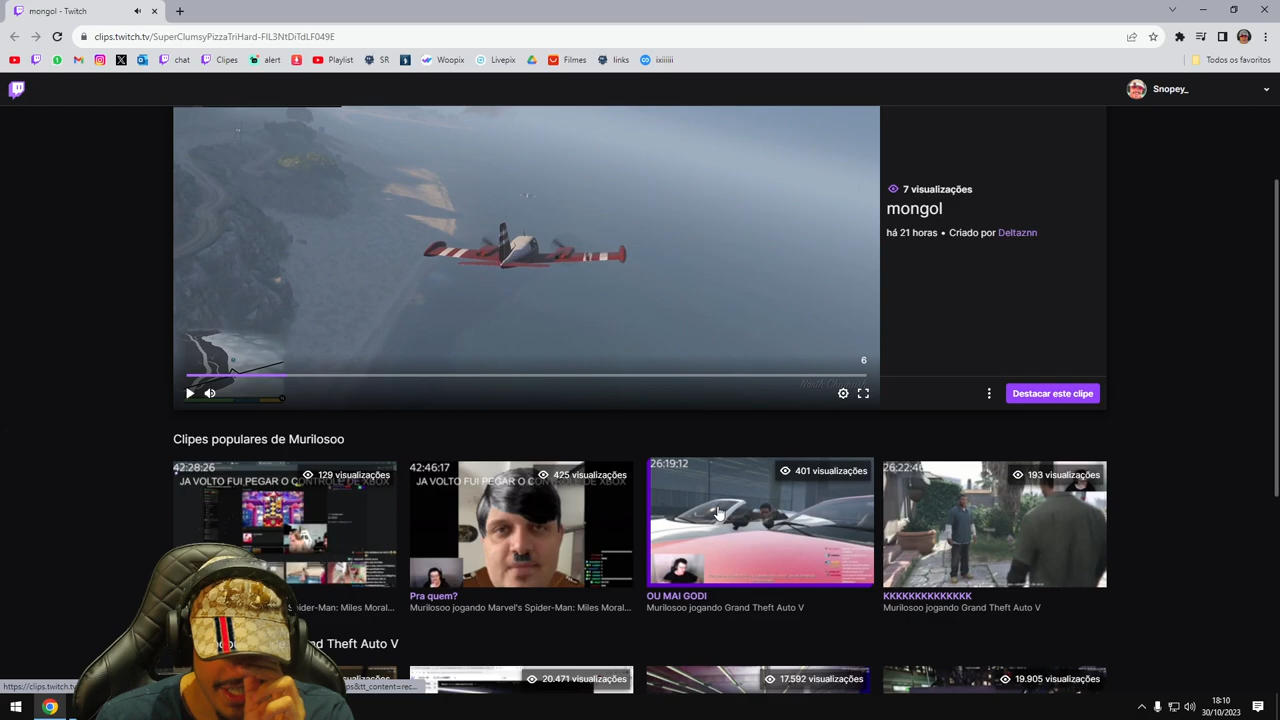 mongol - Twitch
clips.twitch.tv/SuperClumsyPizzaTriHard-FIL3NtDiTdLF049E
chat
Clipes
alert
Playlist
SR
Woopix
Livepix
Filmes
links
ixiiiiii
Todos os favoritos
Snopey_
7 visualizações
mongol
há 21 horas • Criado por Deltaznn
6
Destacar este clipe
Clipes populares de Murilosoo
42:28:26
129 visualizações
JA VOLTO FUI PEGAR O CONTROLE DE XBOX
42:46:17
425 visualizações
JA VOLTO FUI PEGAR O CONTROLE DE XBOX
26:19:12
401 visualizações
26:22:46
193 visualizações
Pra quem?
OU MAI GODI
KKKKKKKKKKKKKK
Spider-Man: Miles Moral...
Murilosoo jogando Marvel's Spider-Man: Miles Moral...
Murilosoo jogando Grand Theft Auto V
Murilosoo jogando Grand Theft Auto V
Theft Auto V
20.471 visualizações
17.592 visualizações
19.905 visualizações
https://clips.twitch.tv
18:10
30/10/2023